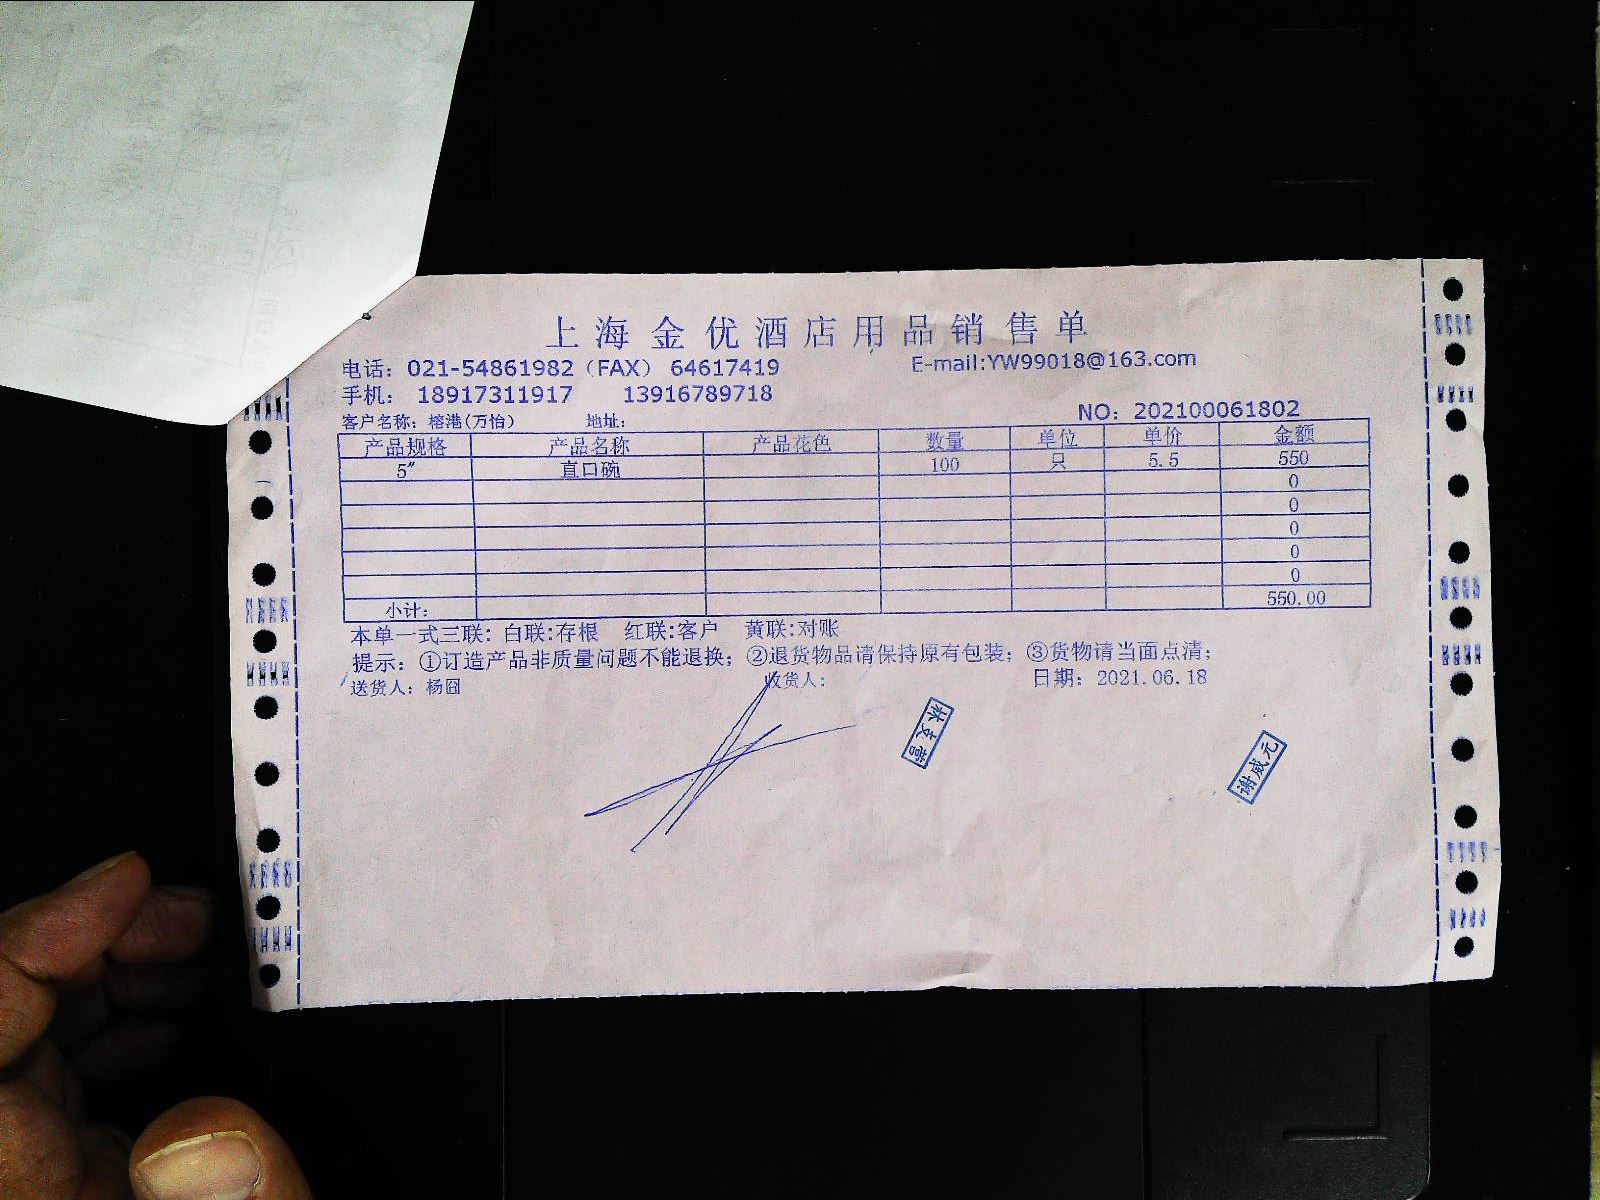 上海金优酒店用品销售单
电话：021-54861982（FAX） 64617419 E-mail:YW99018@163.com
手机： 18917311917 13916789718
客户名称：榕港(万怡) 地址： NO：202100061802
产品规格 产品名称 产品花色 数量 单位 单价 金额
5″ 直口碗 100 只 5.5 550
0
0
0
0
0
小计： 550.00
本单一式三联：白联:存根 红联:客户 黄联:对账
提示：①订造产品非质量问题不能退换；②退货物品请保持原有包装；③货物请当面点清；
送货人：杨囧 收货人： 日期：2021.06.18
谢咸元